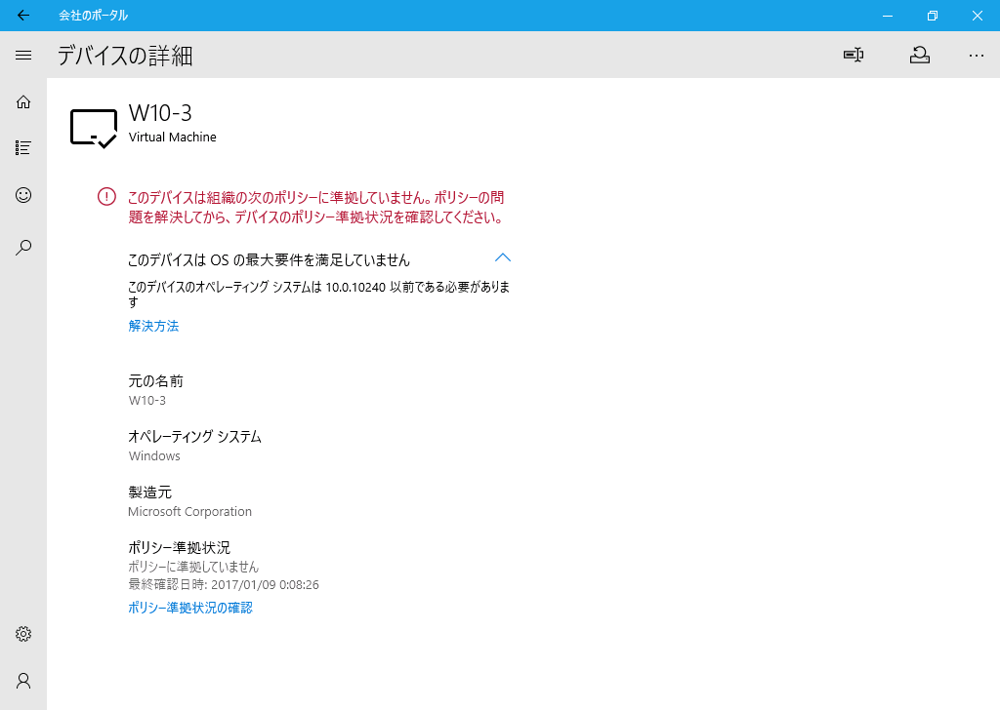 会社のポータル
デバイスの詳細
W10-3
Virtual Machine
このデバイスは組織の次のポリシーに準拠していません。ポリシーの問
題を解決してから、デバイスのポリシー準拠状況を確認してください。
このデバイスは OS の最大要件を満足していません
このデバイスのオペレーティング システムは 10.0.10240 以前である必要がありま
す
解決方法
元の名前
W10-3
オペレーティング システム
Windows
製造元
Microsoft Corporation
ポリシー準拠状況
ポリシーに準拠していません
最終確認日時: 2017/01/09 0:08:26
ポリシー準拠状況の確認